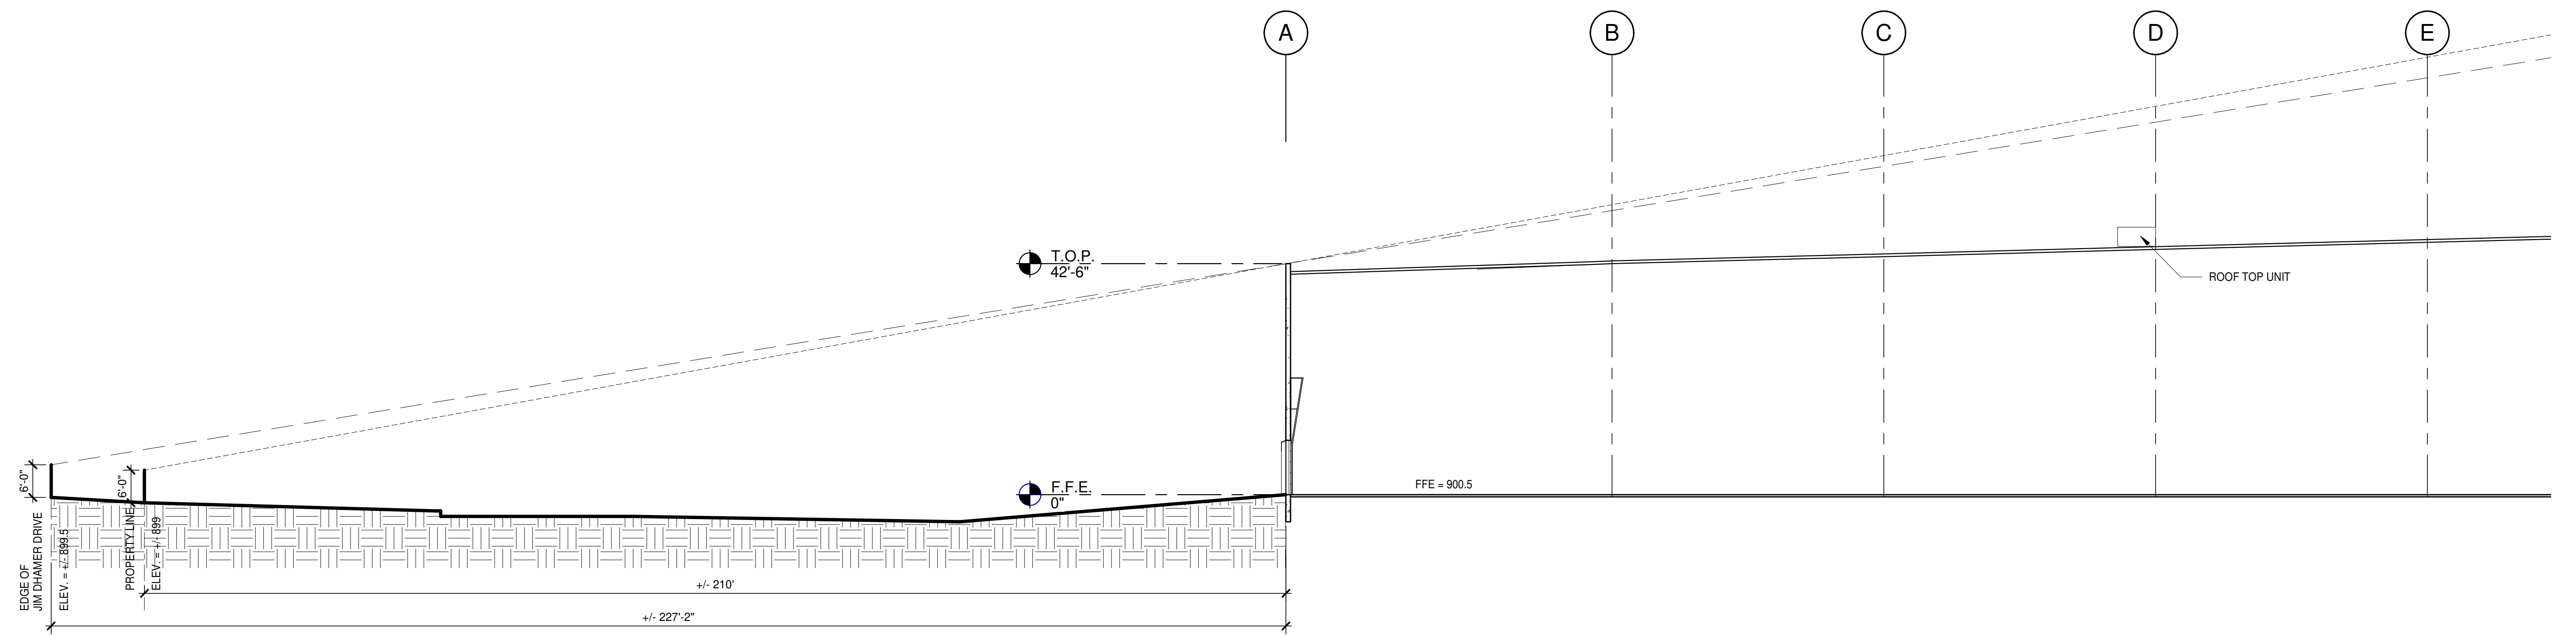 A
B
C
D
E
T.O.P.
42'-6"
ROOF TOP UNIT
6'-0"
6'-0"
F.F.E.
0"
FFE = 900.5
EDGE OF
JIM DHAMER DRIVE
ELEV. = +/- 899.5
PROPERTY LINE
ELEV. = +/- 899
+/- 210'
+/- 227'-2"